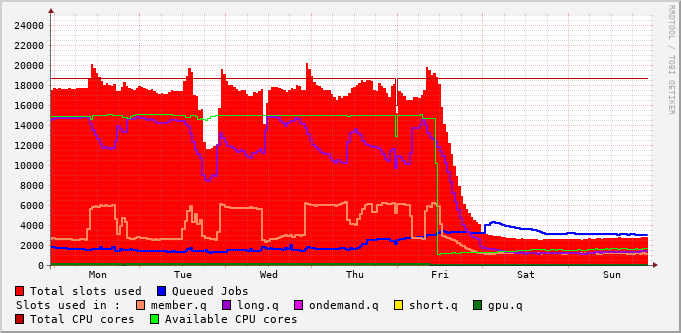 24000
22000
20000
18000
16000
14000
12000
10000
8000
6000
4000
2000
0
Mon Tue Wed Thu Fri Sat Sun
Total slots used Queued Jobs
Slots used in : member.q long.q ondemand.q short.q gpu.q
Total CPU cores Available CPU cores
RRDTOOL / TOBI OETIKER